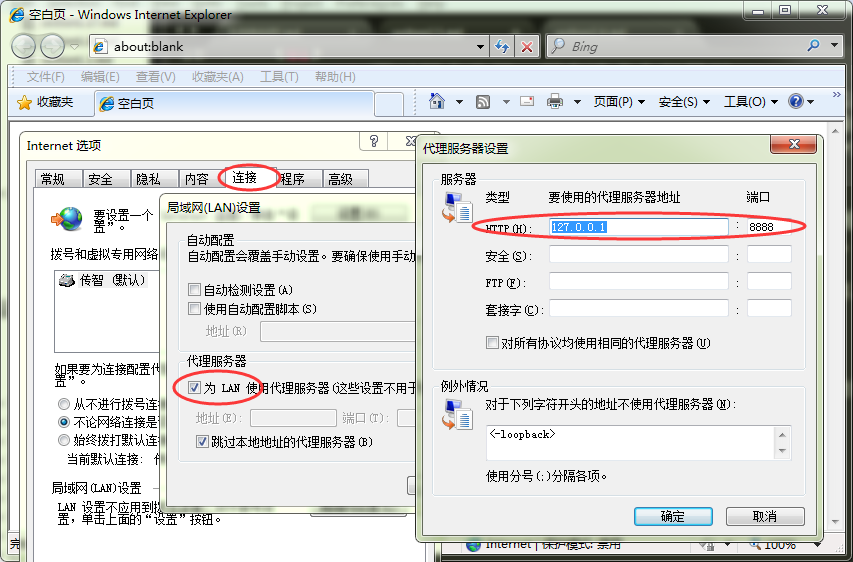 空白页 - Windows Internet Explorer
about:blank
Bing
文件(F) 编辑(E) 查看(V) 收藏夹(A) 工具(T) 帮助(H)
收藏夹 空白页 页面(P) 安全(S) 工具(O)
Internet 选项
常规 安全 隐私 内容 连接 程序 高级
要设置一个
置”。
拨号和虚拟专用网络
传智 (默认)
如果要为连接配置代
置”。
从不进行拨号连接
不论网络连接是
始终拨打默认连接
当前默认连接:
局域网(LAN)设置
LAN 设置不应用到拨
置，单击上面的“设置”按钮。
局域网(LAN)设置
自动配置
自动配置会覆盖手动设置。要确保使用手动
自动检测设置(A)
使用自动配置脚本(S)
地址(R)
代理服务器
为 LAN 使用代理服务器(这些设置不用于
地址(E): 端口(T):
跳过本地地址的代理服务器(B)
代理服务器设置
服务器
类型 要使用的代理服务器地址 端口
HTTP(H): 127.0.0.1 : 8888
安全(S): :
FTP(F): :
套接字(C): :
对所有协议均使用相同的代理服务器(U)
例外情况
对于下列字符开头的地址不使用代理服务器(N):
<-loopback>
使用分号(;)分隔各项。
确定 取消
完
Internet | 保护模式: 禁用 100%